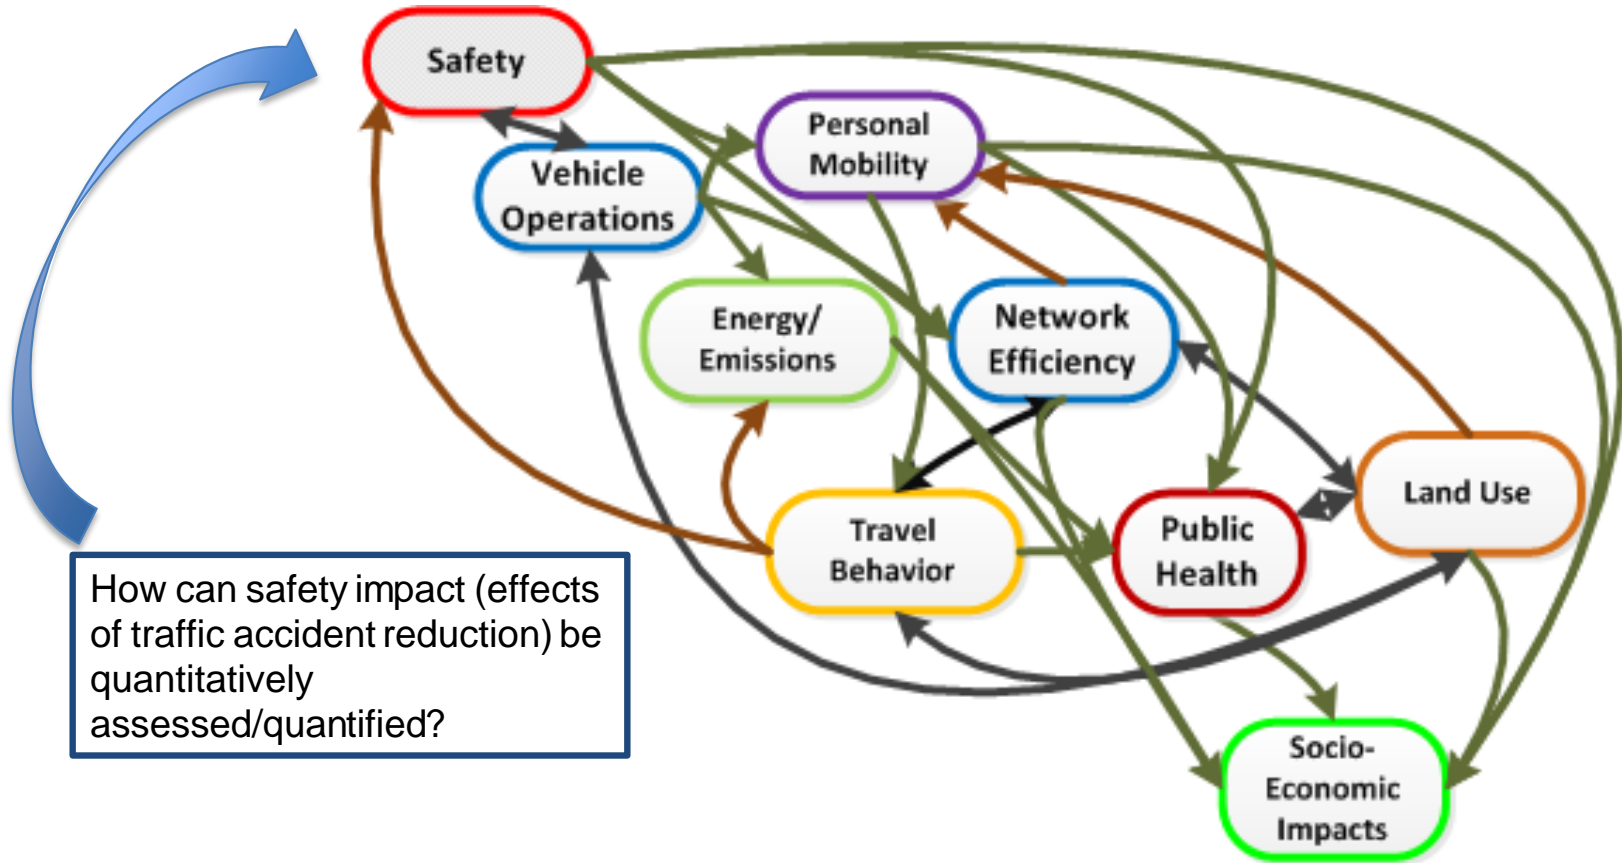 Safety
Personal
Mobility
Vehicle
Operations
Energy/
Emissions
Network
Efficiency
Land Use
Travel
Behavior
Public
Health
How can safety impact (effects
of traffic accident reduction) be
quantitatively
assessed/quantified?
Socio-
Economic
Impacts